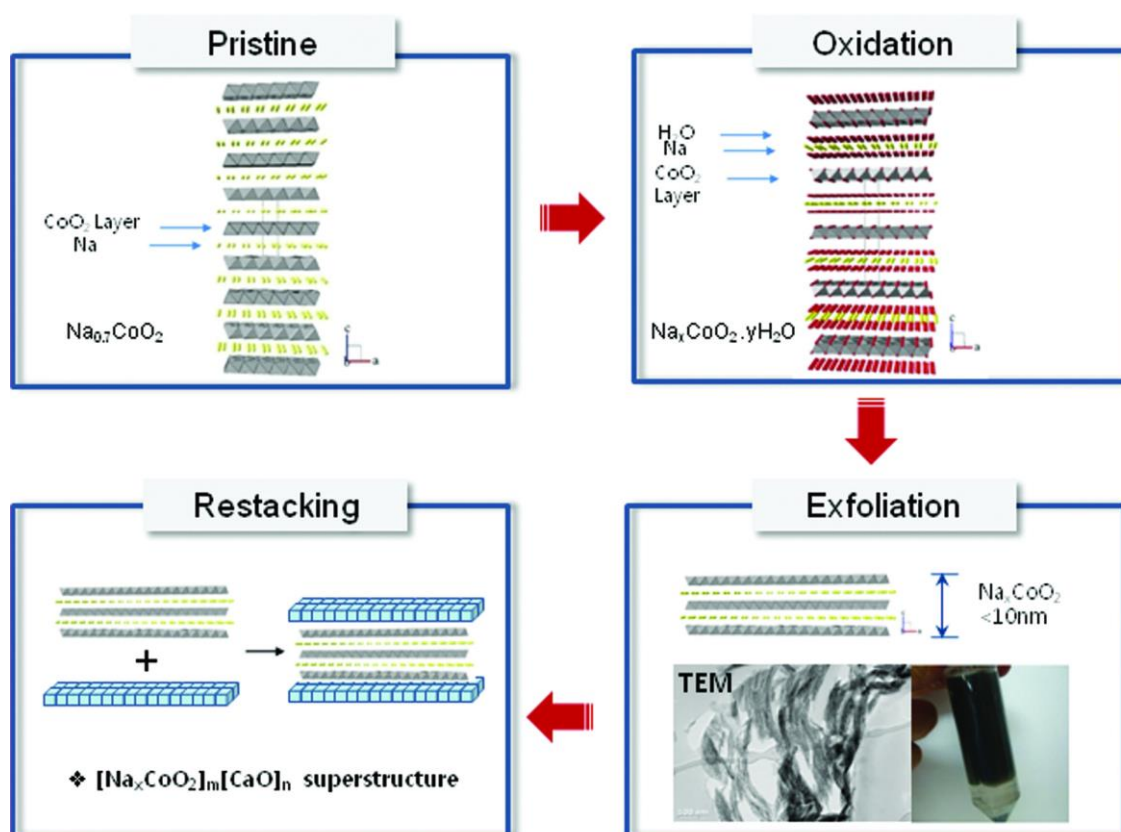 Pristine
CoO₂ Layer
Na
Na₀.₇CoO₂
c
a
Oxidation
H₂O
Na
CoO₂
Layer
NaₓCoO₂.yH₂O
c
a
Restacking
+
❖ [NaₓCoO₂]ₘ[CaO]ₙ superstructure
Exfoliation
NaₓCoO₂
<10nm
TEM